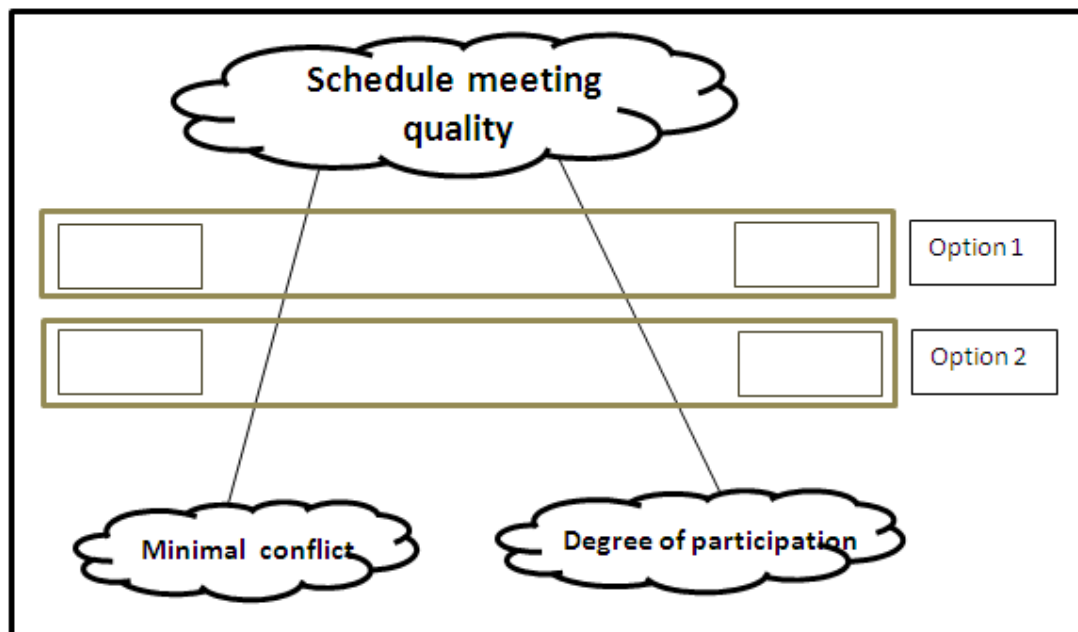 Schedule meeting
quality
Option 1
Option 2
Minimal conflict
Degree of participation